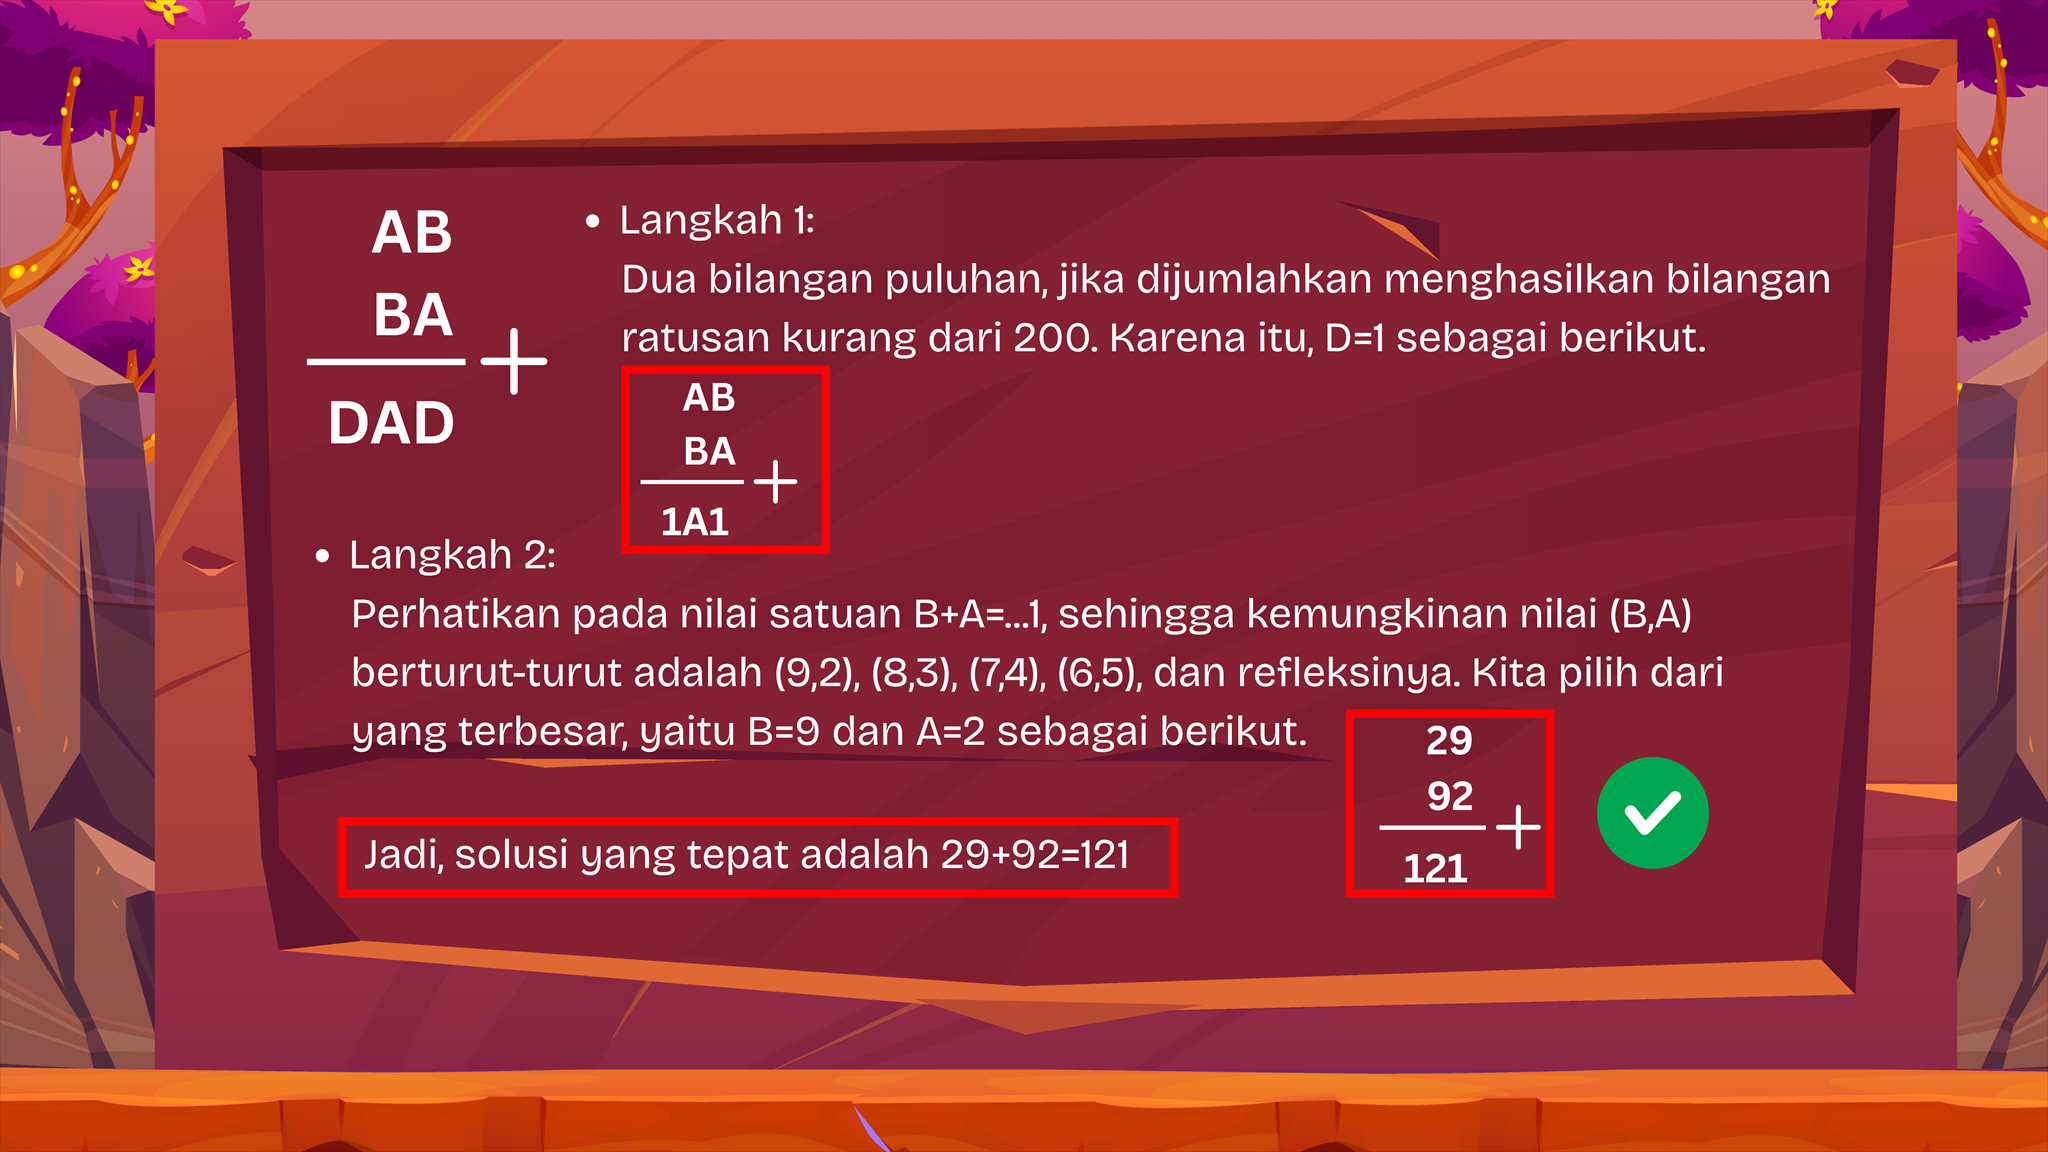 AB
BA
+
DAD
• Langkah 1:
Dua bilangan puluhan, jika dijumlahkan menghasilkan bilangan
ratusan kurang dari 200. Karena itu, D=1 sebagai berikut.
AB
BA
+
1A1
• Langkah 2:
Perhatikan pada nilai satuan B+A=...1, sehingga kemungkinan nilai (B,A)
berturut-turut adalah (9,2), (8,3), (7,4), (6,5), dan refleksinya. Kita pilih dari
yang terbesar, yaitu B=9 dan A=2 sebagai berikut.
29
92
+
121
Jadi, solusi yang tepat adalah 29+92=121